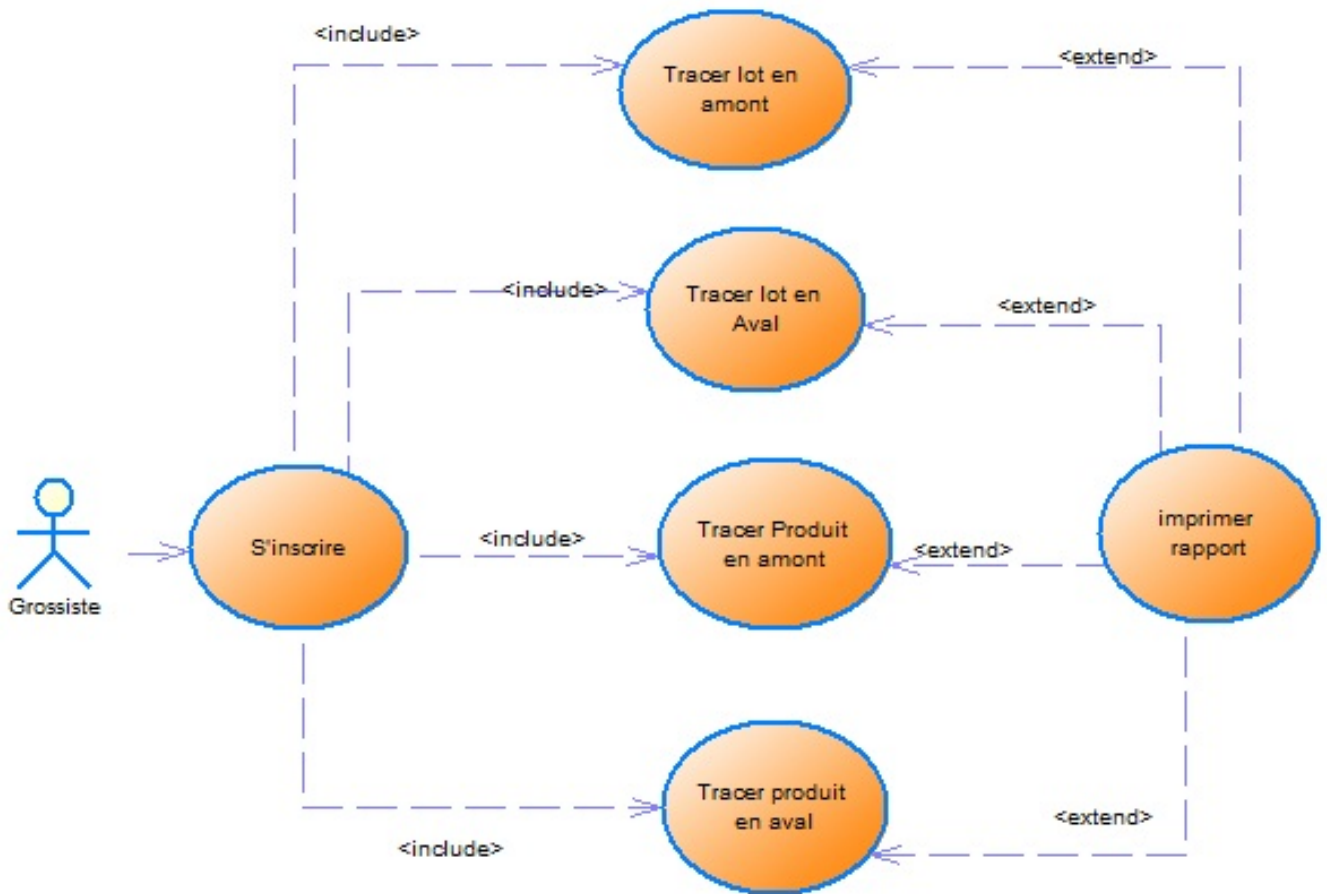 <include>
<extend>
Tracer lot en
amont
<include>
Tracer lot en
Aval
<extend>
Grossiste
S'inscrire
<include>
Tracer Produit
en amont
<extend>
imprimer
rapport
Tracer produit
en aval
<include>
<extend>